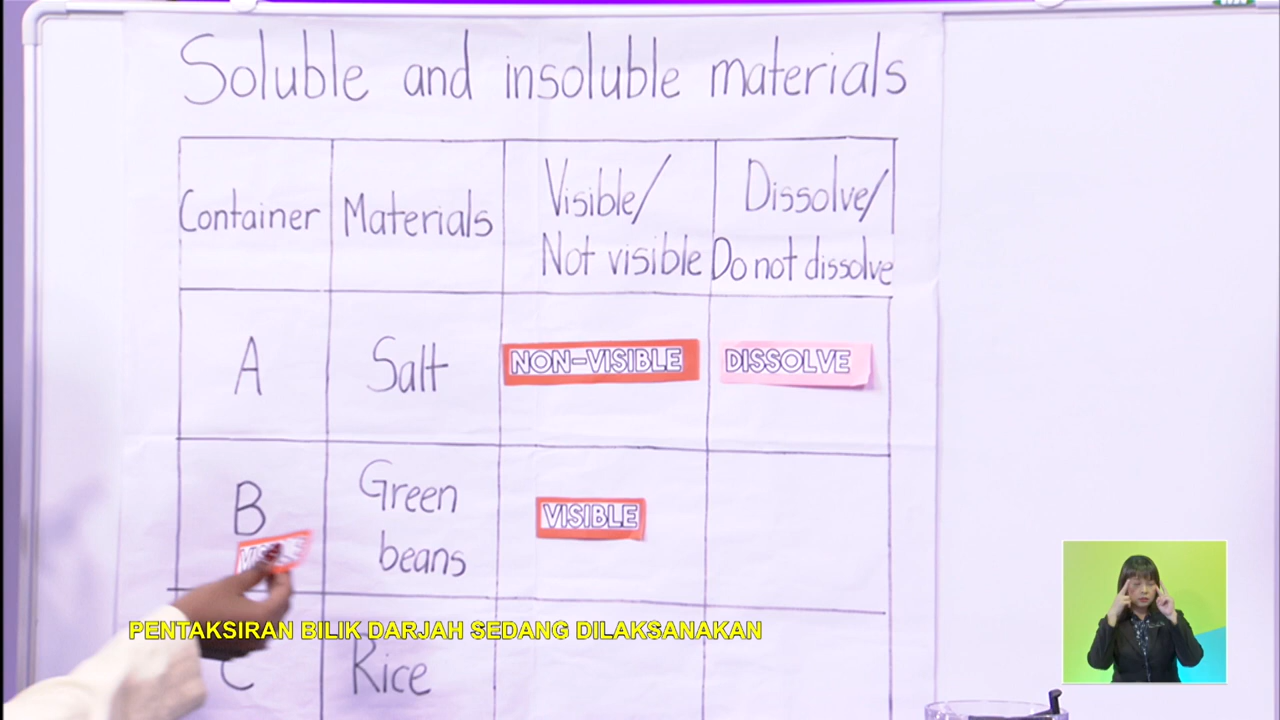 Soluble and insoluble materials
Container
Materials
Visible/
Not visible
Dissolve/
Do not dissolve
A
Salt
NON-VISIBLE
DISSOLVE
B
Green
beans
VISIBLE
PENTAKSIRAN BILIK DARJAH SEDANG DILAKSANAKAN
C
Rice